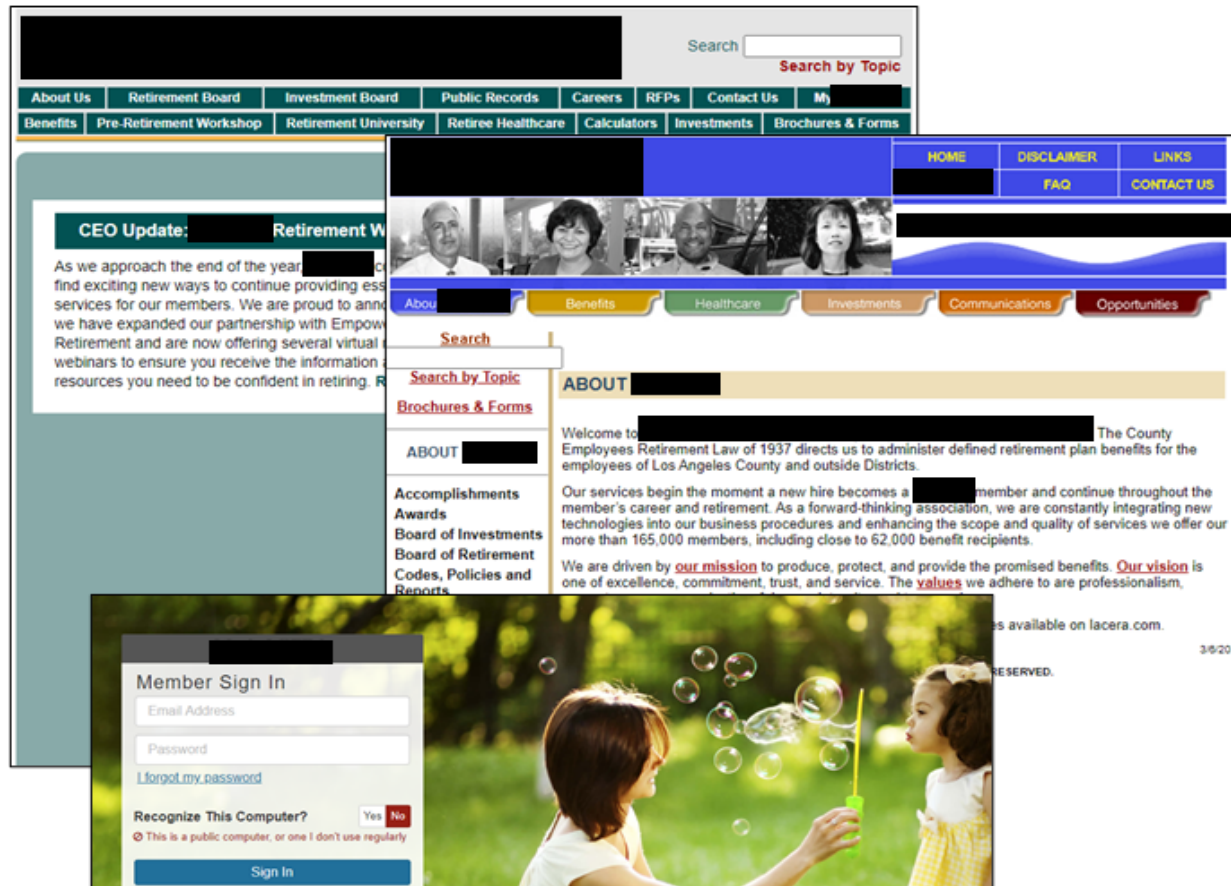 Search
Search by Topic
About Us Retirement Board Investment Board Public Records Careers RFPs Contact Us My
Benefits Pre-Retirement Workshop Retirement University Retiree Healthcare Calculators Investments Brochures & Forms
CEO Update: Retirement W
As we approach the end of the year, c
find exciting new ways to continue providing ess
services for our members. We are proud to anno
we have expanded our partnership with Empow
Retirement and are now offering several virtual
webinars to ensure you receive the information a
resources you need to be confident in retiring. R
HOME DISCLAIMER LINKS
FAQ CONTACT US
Abou Benefits Healthcare Investments Communications Opportunities
Search
Search by Topic
Brochures & Forms
ABOUT
Accomplishments
Awards
Board of Investments
Board of Retirement
Codes, Policies and
Reports
ABOUT
Welcome to The County
Employees Retirement Law of 1937 directs us to administer defined retirement plan benefits for the
employees of Los Angeles County and outside Districts.
Our services begin the moment a new hire becomes a member and continue throughout the
member's career and retirement. As a forward-thinking association, we are constantly integrating new
technologies into our business procedures and enhancing the scope and quality of services we offer our
more than 165,000 members, including close to 62,000 benefit recipients.
We are driven by our mission to produce, protect, and provide the promised benefits. Our vision is
one of excellence, commitment, trust, and service. The values we adhere to are professionalism,
s available on lacera.com.
3/6/20
RESERVED.
Member Sign In
Email Address
Password
I forgot my password
Recognize This Computer? Yes No
This is a public computer, or one I don't use regularly
Sign In